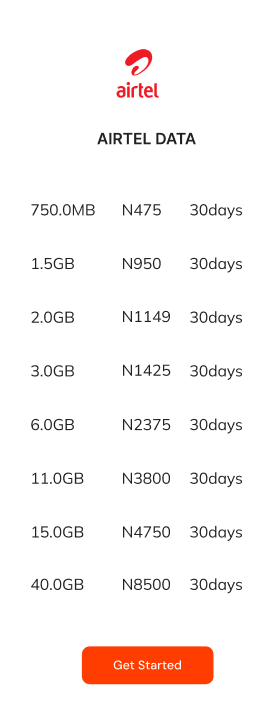 airtel
AIRTEL DATA
750.0MB N475 30days
1.5GB N950 30days
2.0GB N1149 30days
3.0GB N1425 30days
6.0GB N2375 30days
11.0GB N3800 30days
15.0GB N4750 30days
40.0GB N8500 30days
Get Started